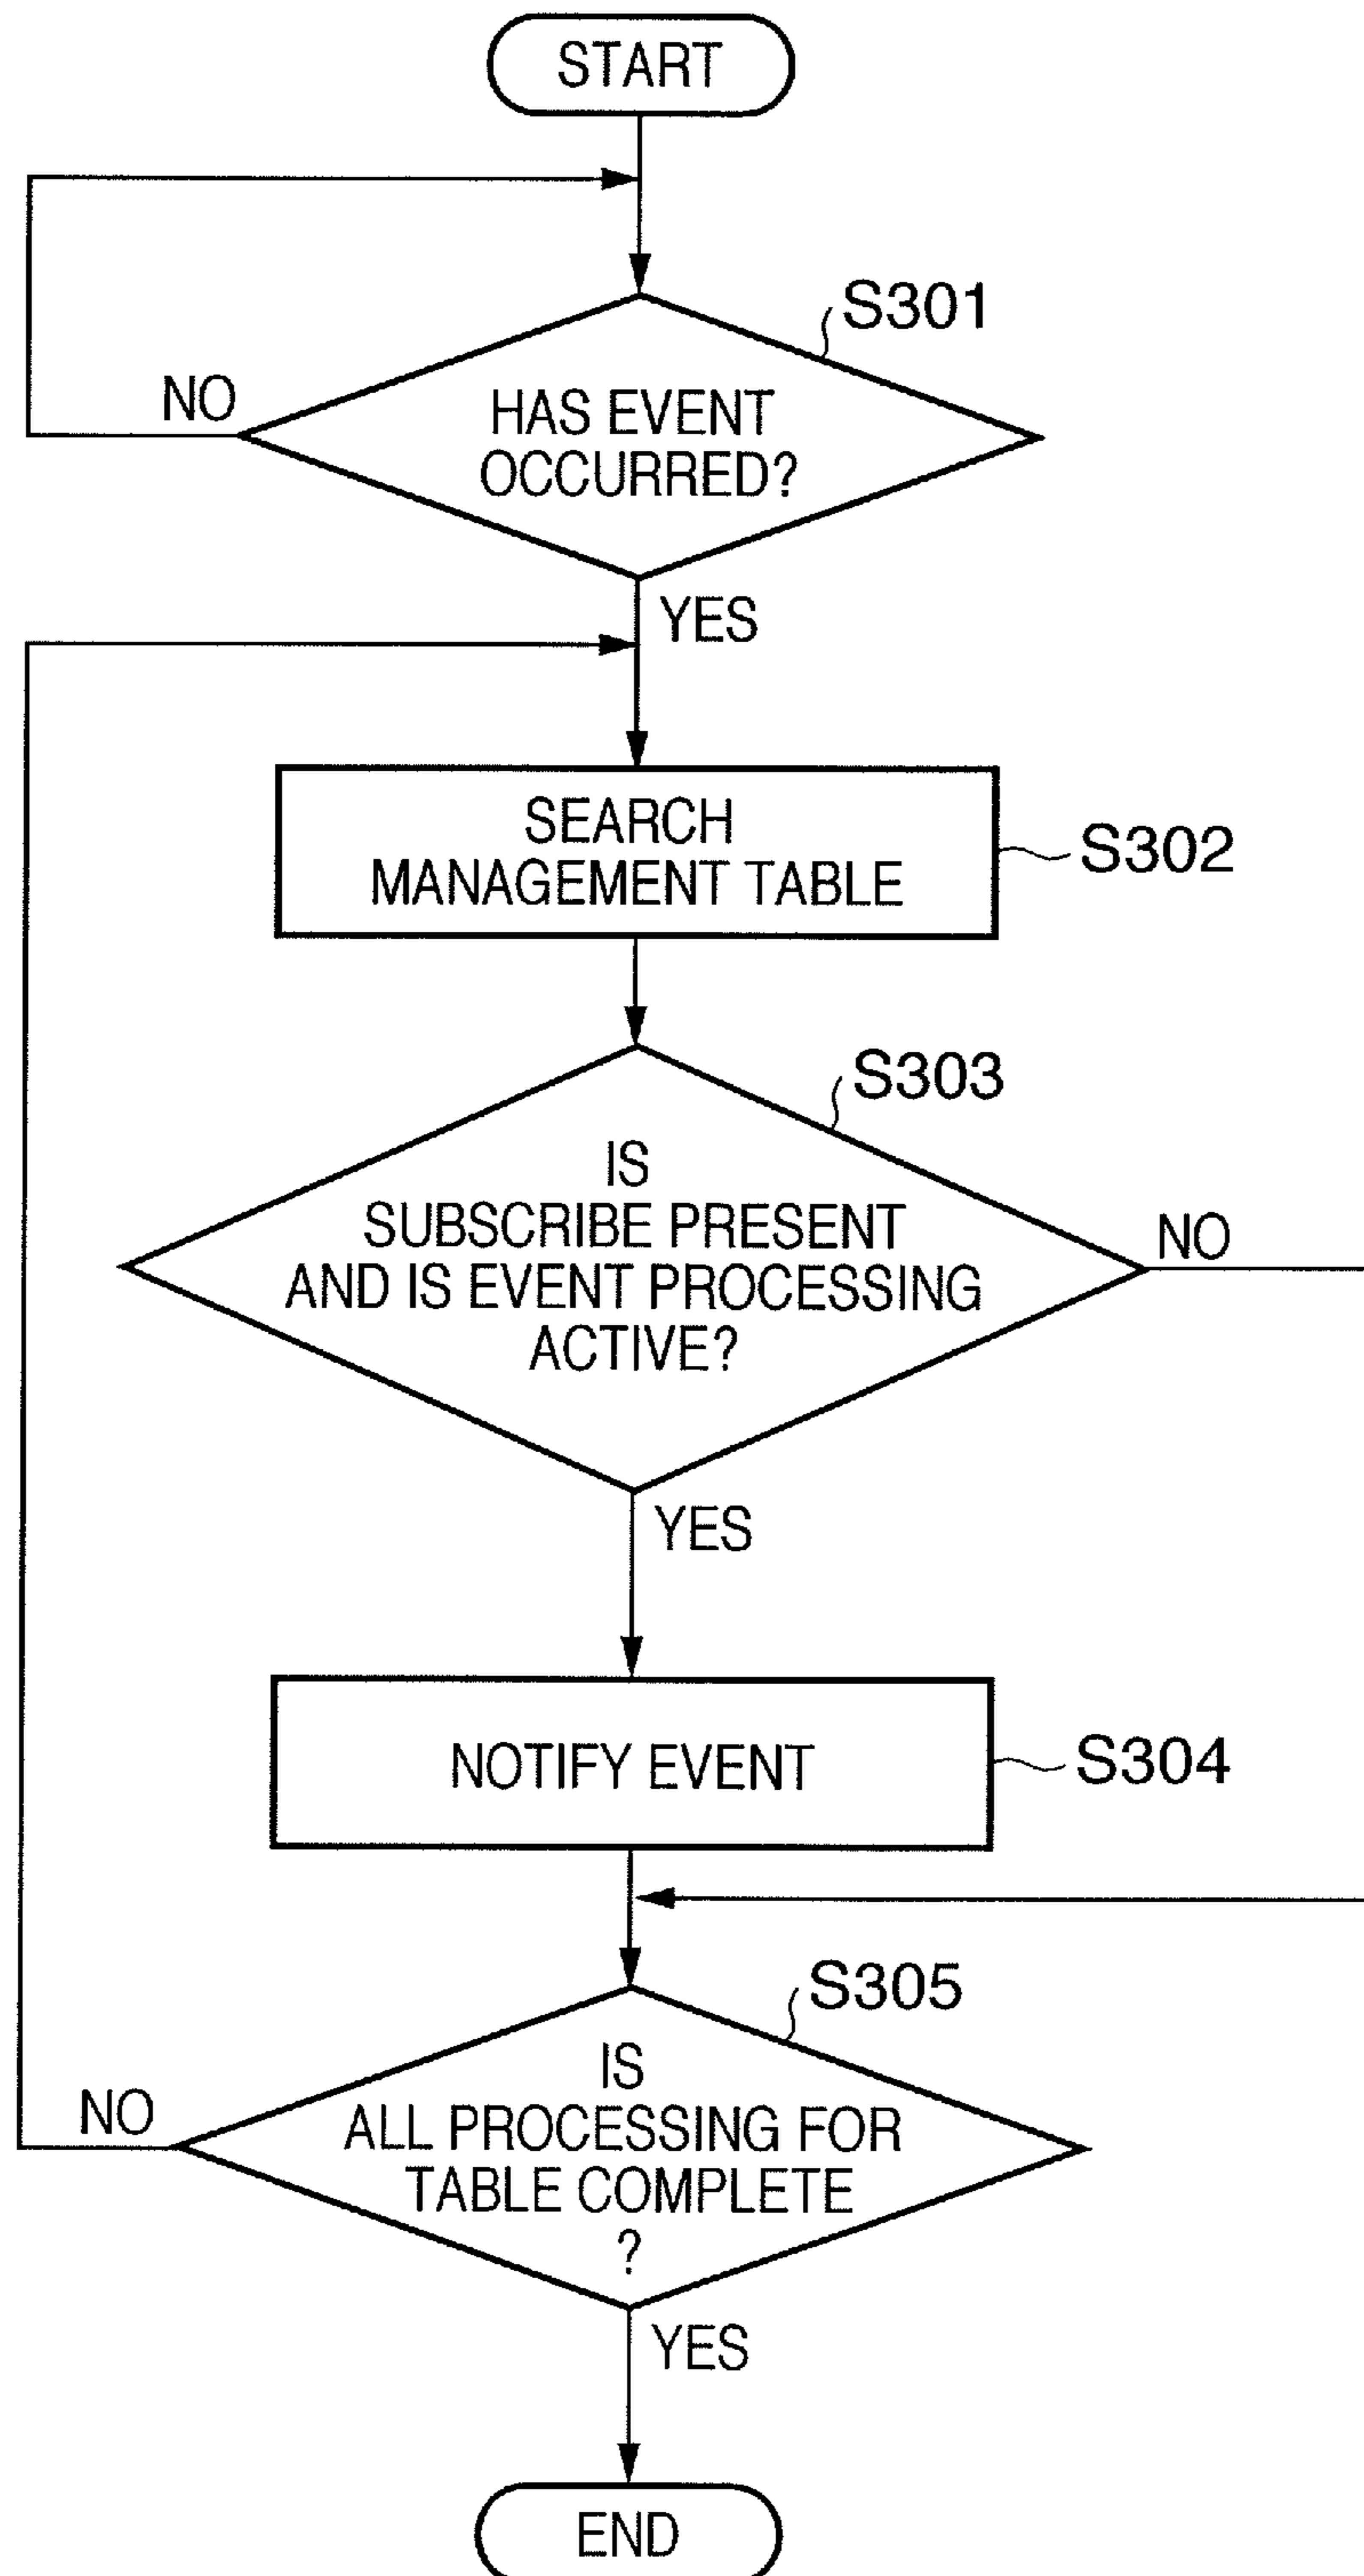 START
S301
NO
HAS EVENT
OCCURRED?
YES
SEARCH
MANAGEMENT TABLE
S302
S303
IS
SUBSCRIBE PRESENT
AND IS EVENT PROCESSING
ACTIVE?
NO
YES
NOTIFY EVENT
S304
S305
IS
ALL PROCESSING FOR
TABLE COMPLETE
?
NO
YES
END